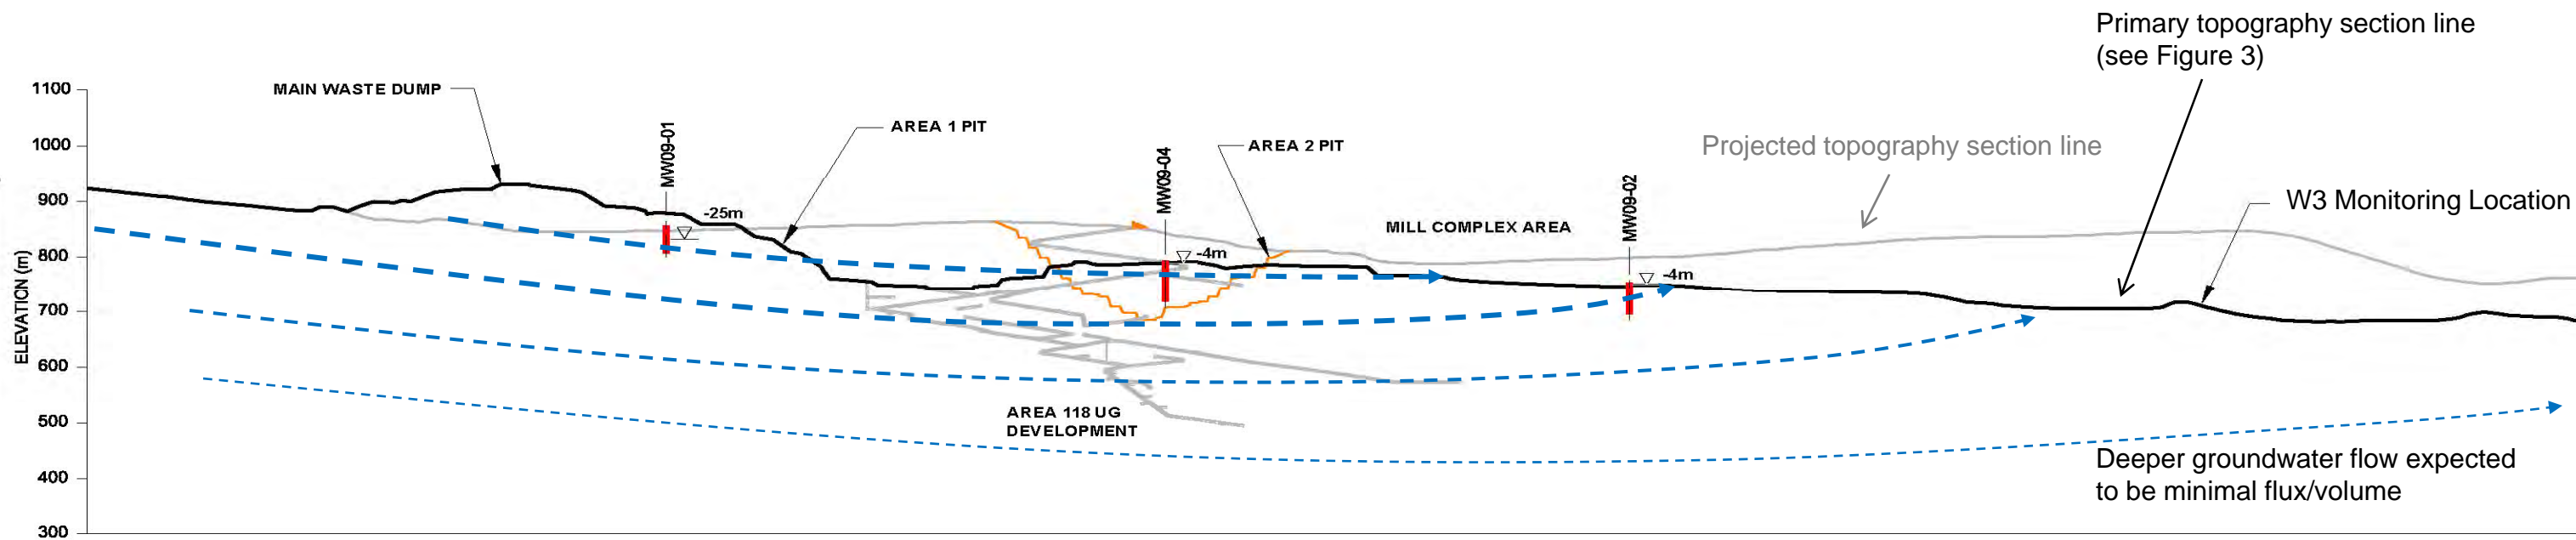 Primary topography section line
(see Figure 3)
1100
MAIN WASTE DUMP
MW09-01
AREA 1 PIT
MW09-04
AREA 2 PIT
1000
Projected topography section line
MW09-02
900
-25m
W3 Monitoring Location
MILL COMPLEX AREA
800
-4m
-4m
700
ELEVATION (m)
600
500
AREA 118 UG
DEVELOPMENT
Deeper groundwater flow expected
to be minimal flux/volume
400
300